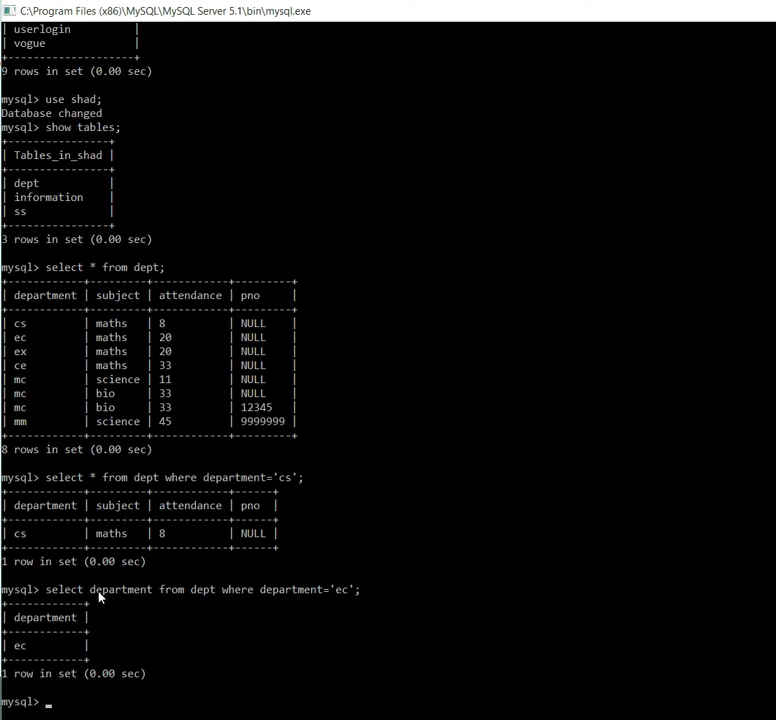 C:\Program Files (x86)\MySQL\MySQL Server 5.1\bin\mysql.exe
| userlogin          |
| vogue              |
+--------------------+
9 rows in set (0.00 sec)
mysql> use shad;
Database changed
mysql> show tables;
+----------------+
| Tables_in_shad |
+----------------+
| dept           |
| information    |
| ss             |
+----------------+
3 rows in set (0.00 sec)
mysql> select * from dept;
+------------+---------+------------+---------+
| department | subject | attendance | pno     |
+------------+---------+------------+---------+
| cs         | maths   | 8          | NULL    |
| ec         | maths   | 20         | NULL    |
| ex         | maths   | 20         | NULL    |
| ce         | maths   | 33         | NULL    |
| mc         | science | 11         | NULL    |
| mc         | bio     | 33         | NULL    |
| mc         | bio     | 33         | 12345   |
| mm         | science | 45         | 9999999 |
+------------+---------+------------+---------+
8 rows in set (0.00 sec)
mysql> select * from dept where department='cs';
+------------+---------+------------+------+
| department | subject | attendance | pno  |
+------------+---------+------------+------+
| cs         | maths   | 8          | NULL |
+------------+---------+------------+------+
1 row in set (0.00 sec)
mysql> select department from dept where department='ec';
+------------+
| department |
+------------+
| ec         |
+------------+
1 row in set (0.00 sec)
mysql> _